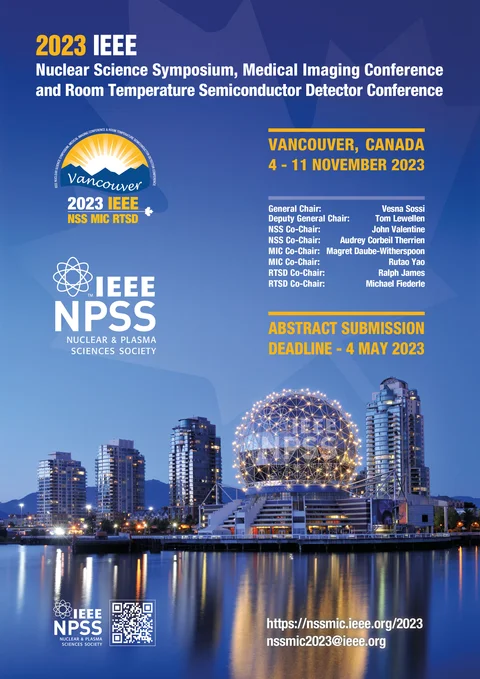 2023 IEEE
Nuclear Science Symposium, Medical Imaging Conference
and Room Temperature Semiconductor Detector Conference
Vancouver
2023 IEEE
NSS MIC RTSD
VANCOUVER, CANADA
4 - 11 NOVEMBER 2023
General Chair: Vesna Sossi
Deputy General Chair: Tom Lewellen
NSS Co-Chair: John Valentine
NSS Co-Chair: Audrey Corbeil Therrien
MIC Co-Chair: Magret Daube-Witherspoon
MIC Co-Chair: Rutao Yao
RTSD Co-Chair: Ralph James
RTSD Co-Chair: Michael Fiederle
IEEE
NPSS
NUCLEAR & PLASMA
SCIENCES SOCIETY
ABSTRACT SUBMISSION
DEADLINE - 4 MAY 2023
IEEE
NPSS
IEEE
NPSS
NUCLEAR & PLASMA
SCIENCES SOCIETY
https://nssmic.ieee.org/2023
nssmic2023@ieee.org